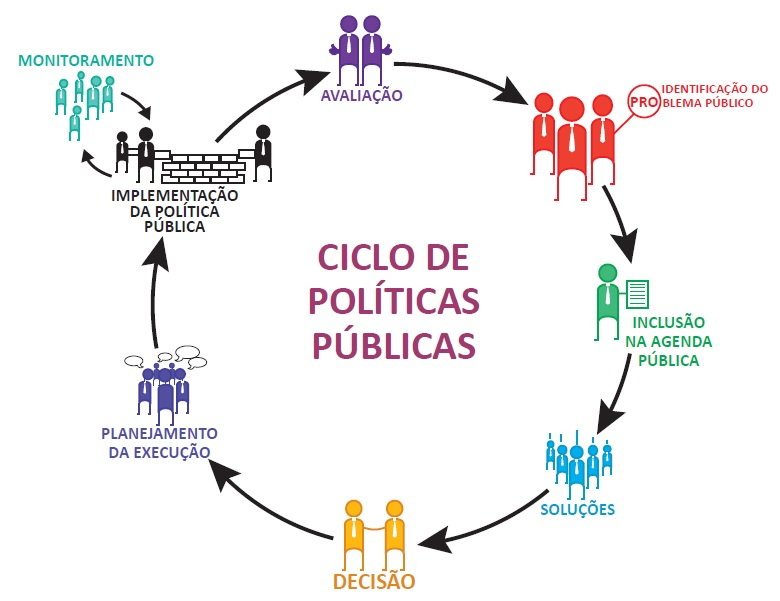 MONITORAMENTO
AVALIAÇÃO
IDENTIFICAÇÃO DO
PRO BLEMA PÚBLICO
IMPLEMENTAÇÃO
DA POLÍTICA
PÚBLICA
CICLO DE
POLÍTICAS
PÚBLICAS
INCLUSÃO
NA AGENDA
PÚBLICA
PLANEJAMENTO
DA EXECUÇÃO
SOLUÇÕES
DECISÃO